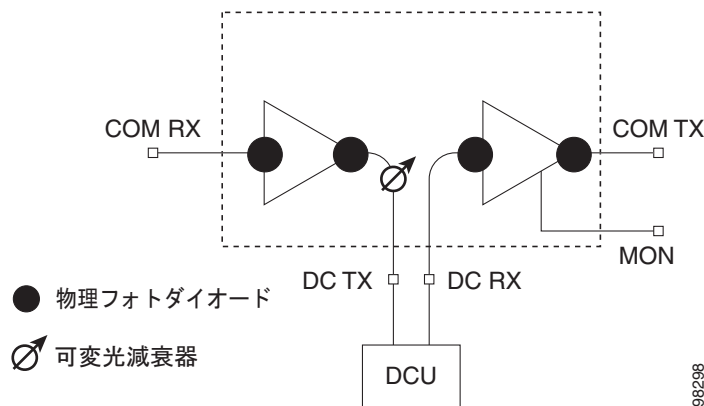 COM RX
COM TX
MON
DC TX
DC RX
物理フォトダイオード
可変光減衰器
DCU
98298